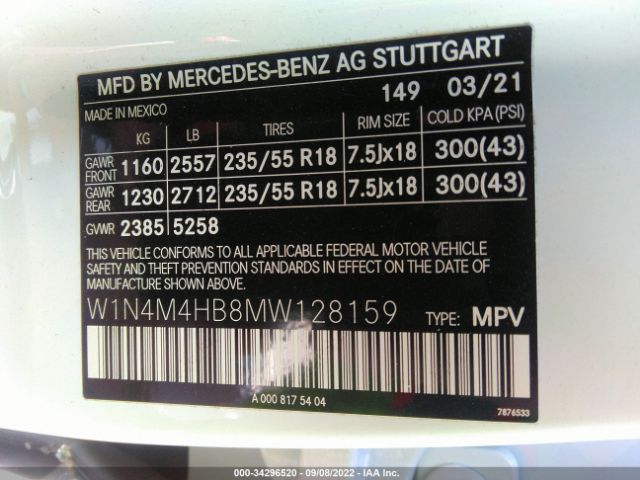 MFD BY MERCEDES-BENZ AG STUTTGART
MADE IN MEXICO 149 03/21
KG LB TIRES RIM SIZE COLD KPA (PSI)
GAWR FRONT 1160 2557 235/55 R18 7.5Jx18 300(43)
GAWR REAR 1230 2712 235/55 R18 7.5Jx18 300(43)
GVWR 2385 5258
THIS VEHICLE CONFORMS TO ALL APPLICABLE FEDERAL MOTOR VEHICLE
SAFETY AND THEFT PREVENTION STANDARDS IN EFFECT ON THE DATE OF
MANUFACTURE SHOWN ABOVE.
W1N4M4HB8MW128159 TYPE: MPV
A 000 817 54 04
7876533
000-34296520 - 09/08/2022 - IAA Inc.